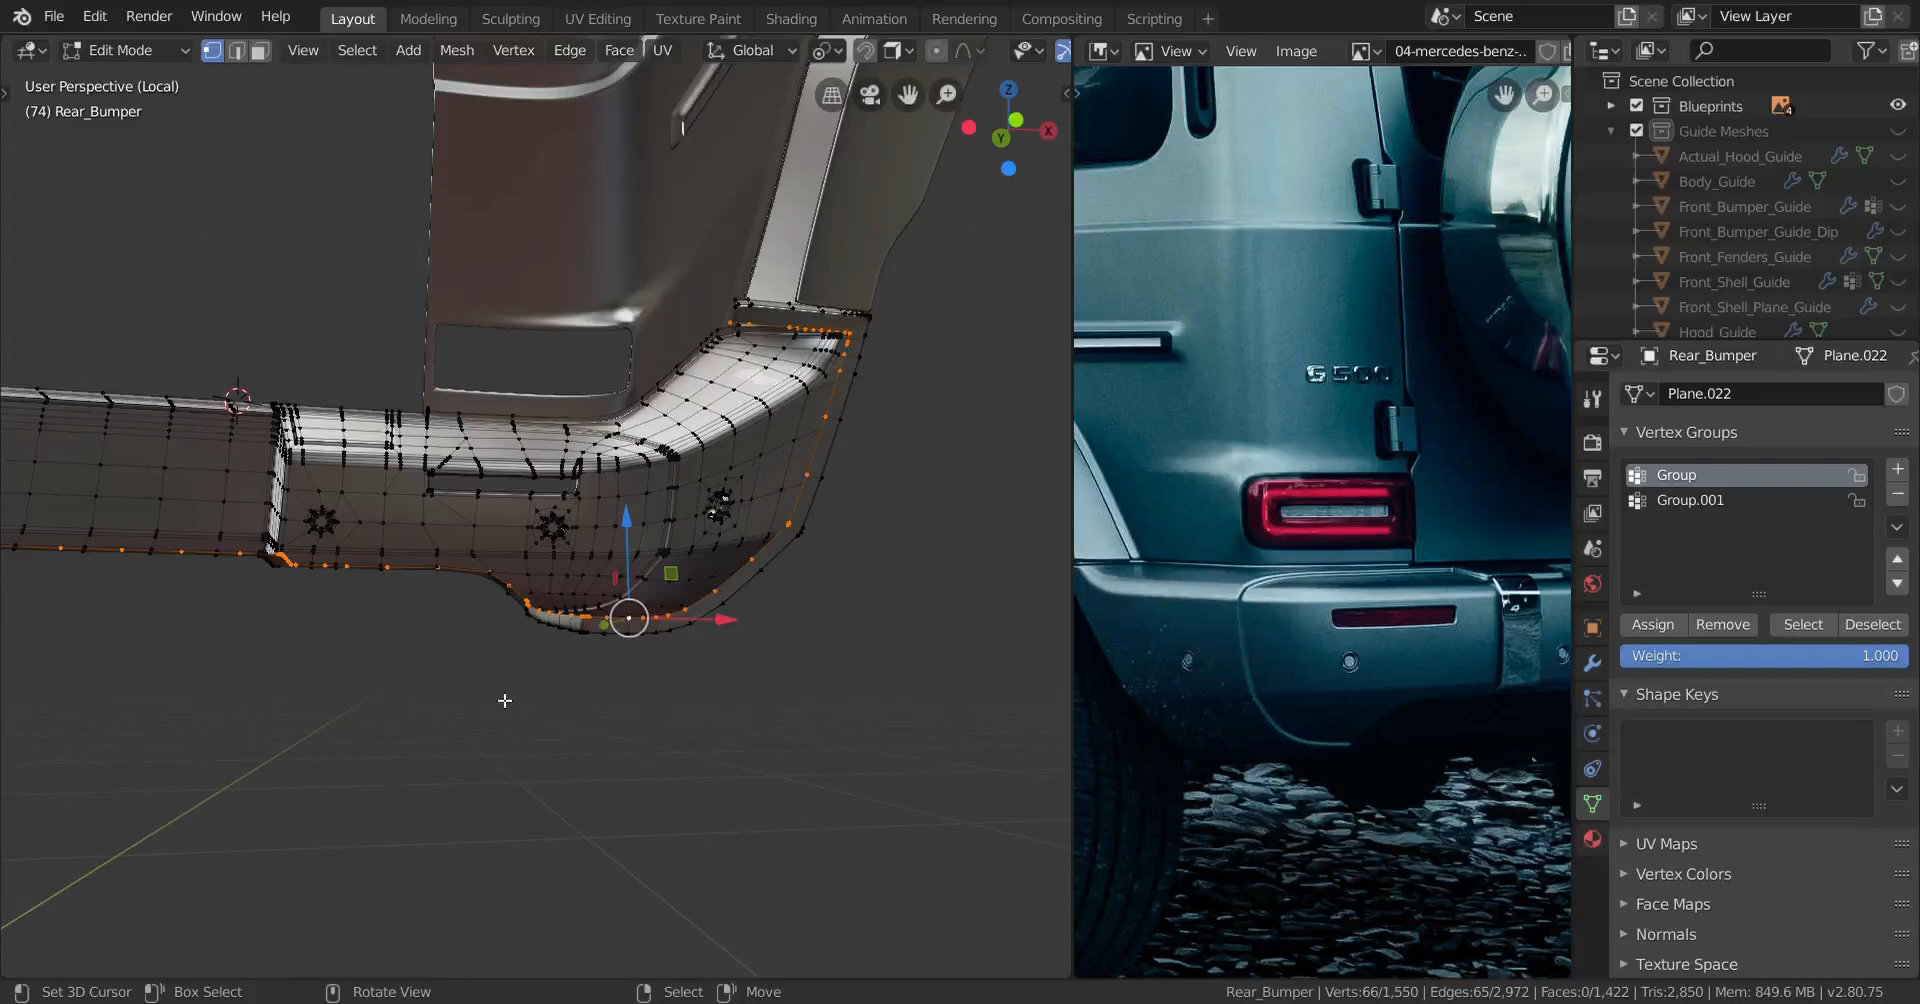 File Edit Render Window Help Layout Modeling Sculpting UV Editing Texture Paint Shading Animation Rendering Compositing Scripting + Scene View Layer
Edit Mode View Select Add Mesh Vertex Edge Face UV Global View View Image 04-mercedes-benz-..
User Perspective (Local)
(74) Rear_Bumper
Z
X
Y
G 500
Scene Collection
Blueprints 4
Guide Meshes
Actual_Hood_Guide
Body_Guide
Front_Bumper_Guide
Front_Bumper_Guide_Dip
Front_Fenders_Guide
Front_Shell_Guide
Front_Shell_Plane_Guide
Hood_Guide
Rear_Bumper Plane.022
Plane.022
Vertex Groups
Group
Group.001
Assign Remove Select Deselect
Weight: 1.000
Shape Keys
UV Maps
Vertex Colors
Face Maps
Normals
Texture Space
Set 3D Cursor Box Select Rotate View Select Move Rear_Bumper | Verts:66/1,550 | Edges:65/2,972 | Faces:0/1,422 | Tris:2,850 | Mem: 849.6 MB | v2.80.75